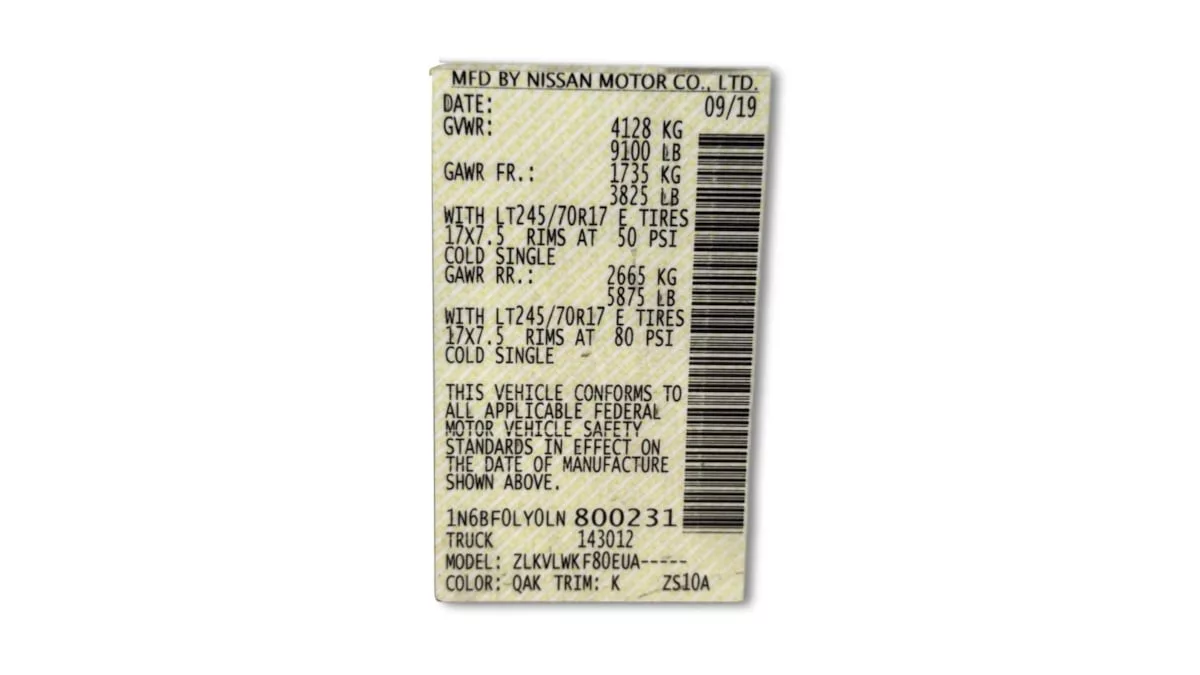 MFD BY NISSAN MOTOR CO., LTD.
DATE: 09/19
GVWR: 4128 KG
9100 LB
GAWR FR.: 1735 KG
3825 LB
WITH LT245/70R17 E TIRES
17X7.5 RIMS AT 50 PSI
COLD SINGLE
GAWR RR.: 2665 KG
5875 LB
WITH LT245/70R17 E TIRES
17X7.5 RIMS AT 80 PSI
COLD SINGLE
THIS VEHICLE CONFORMS TO
ALL APPLICABLE FEDERAL
MOTOR VEHICLE SAFETY
STANDARDS IN EFFECT ON
THE DATE OF MANUFACTURE
SHOWN ABOVE.
1N6BF0LY0LN 800231
TRUCK 143012
MODEL: ZLKVLWKF80EUA-----
COLOR: QAK TRIM: K ZS10A